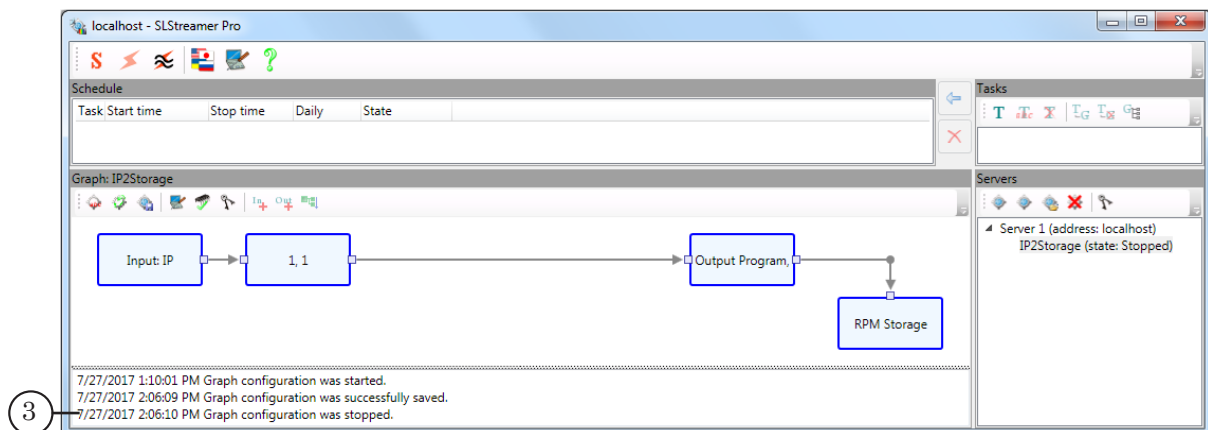 localhost - SLStreamer Pro
Schedule
Task Start time Stop time Daily State
Tasks
Graph: IP2Storage
Servers
Server 1 (address: localhost)
IP2Storage (state: Stopped)
Input: IP
1, 1
Output Program,
RPM Storage
7/27/2017 1:10:01 PM Graph configuration was started.
7/27/2017 2:06:09 PM Graph configuration was successfully saved.
3
7/27/2017 2:06:10 PM Graph configuration was stopped.